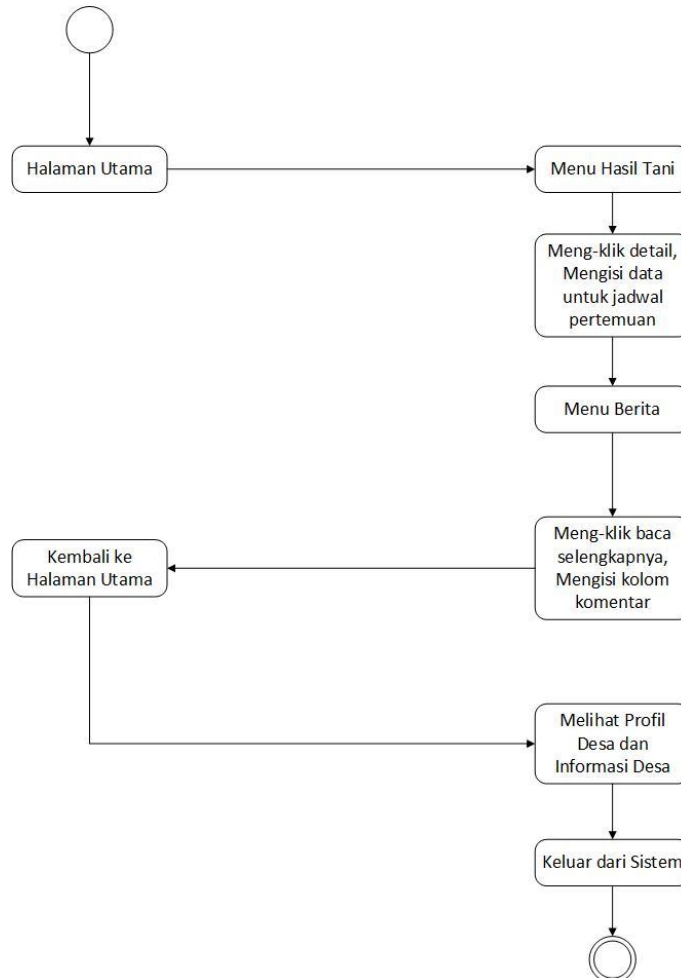 Halaman Utama
Menu Hasil Tani
Meng-klik detail,
Mengisi data
untuk jadwal
pertemuan
Menu Berita
Meng-klik baca
selengkapnya,
Mengisi kolom
komentar
Kembali ke
Halaman Utama
Melihat Profil
Desa dan
Informasi Desa
Keluar dari Sistem